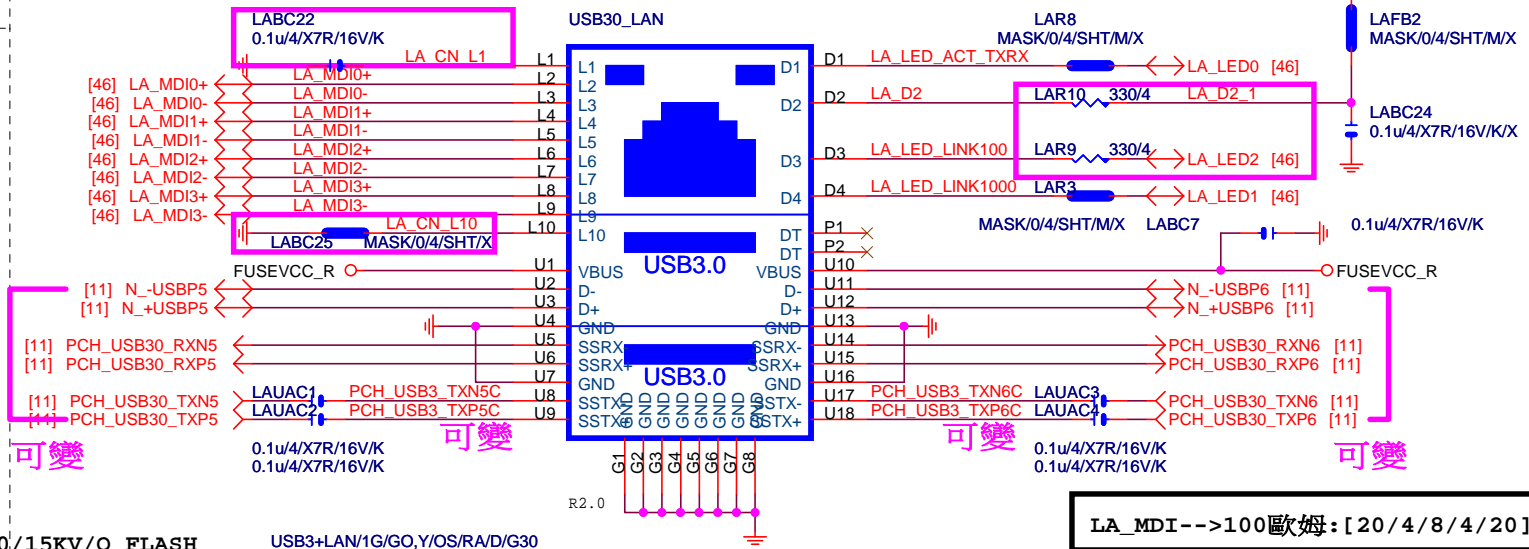 LABC22
0.1u/4/X7R/16V/K
USB30_LAN
LAR8
MASK/0/4/SHT/M/X
LAFB2
MASK/0/4/SHT/M/X
LA_CN_L1 L1 L1 D1 D1 LA_LED_ACT_TXRX LA_LED0 [46]
[46] LA_MDI0+ LA_MDI0+ L2 L2
[46] LA_MDI0- LA_MDI0- L3 L3 D2 D2 LA_D2 LAR10 330/4 LA_D2_1
LABC24
0.1u/4/X7R/16V/K/X
[46] LA_MDI1+ LA_MDI1+ L4 L4
[46] LA_MDI1- LA_MDI1- L5 L5
[46] LA_MDI2+ LA_MDI2+ L6 L6 D3 D3 LA_LED_LINK100 LAR9 330/4 LA_LED2 [46]
[46] LA_MDI2- LA_MDI2- L7 L7
[46] LA_MDI3+ LA_MDI3+ L8 L8 D4 D4 LA_LED_LINK1000 LAR3 LA_LED1 [46]
[46] LA_MDI3- LA_MDI3- L9 L9
MASK/0/4/SHT/M/X LABC7 0.1u/4/X7R/16V/K
LA_CN_L10 L10 L10 DT P1
LABC25 MASK/0/4/SHT/X DT P2
FUSEVCC_R U1 VBUS USB3.0 VBUS U10 FUSEVCC_R
[11] N_-USBP5 U2 D- D- U11 N_-USBP6 [11]
[11] N_+USBP5 U3 D+ D+ U12 N_+USBP6 [11]
U4 GND GND U13
[11] PCH_USB30_RXN5 U5 SSRX- SSRX- U14 PCH_USB30_RXN6 [11]
[11] PCH_USB30_RXP5 U6 SSRX+ SSRX+ U15 PCH_USB30_RXP6 [11]
U7 GND USB3.0 GND U16
[11] PCH_USB30_TXN5 LAUAC1 PCH_USB3_TXN5C U8 SSTX- SSTX- U17 PCH_USB3_TXN6C LAUAC3 PCH_USB30_TXN6 [11]
[11] PCH_USB30_TXP5 LAUAC2 PCH_USB3_TXP5C U9 SSTX+ SSTX+ U18 PCH_USB3_TXP6C LAUAC4 PCH_USB30_TXP6 [11]
GND GND GND GND GND GND GND GND
可變 可變 可變 可變
0.1u/4/X7R/16V/K
0.1u/4/X7R/16V/K
0.1u/4/X7R/16V/K
0.1u/4/X7R/16V/K
G1 G2 G3 G4 G5 G6 G7 G8
R2.0
LA_MDI-->100歐姆:[20/4/8/4/20]
0/15KV/O FLASH
USB3+LAN/1G/GO,Y/OS/RA/D/G30